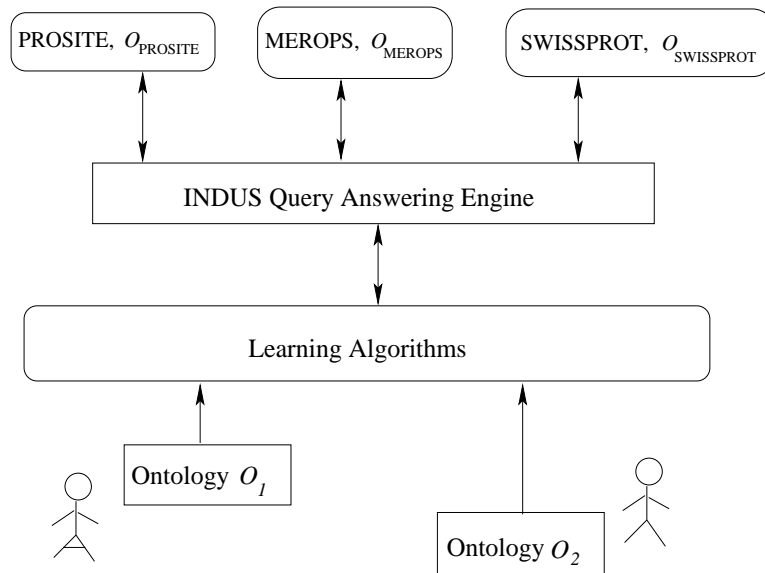 PROSITE, O_PROSITE
MEROPS, O_MEROPS
SWISSPROT, O_SWISSPROT
INDUS Query Answering Engine
Learning Algorithms
Ontology O_1
Ontology O_2